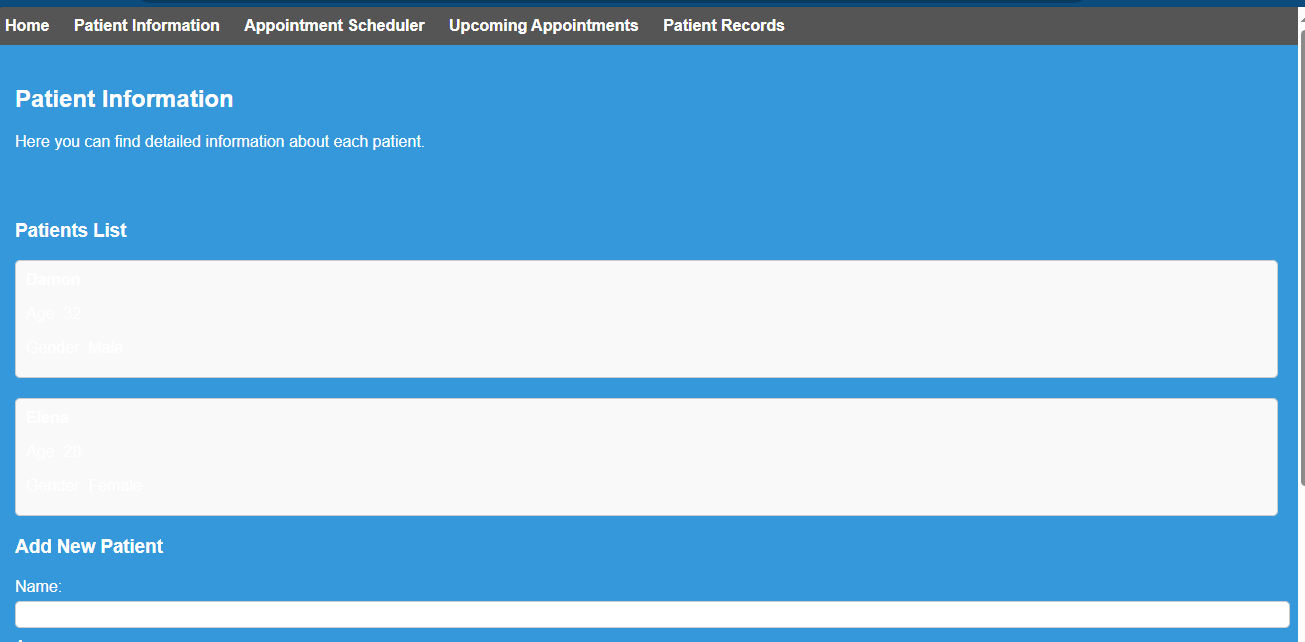 Home Patient Information Appointment Scheduler Upcoming Appointments Patient Records
Patient Information
Here you can find detailed information about each patient.
Patients List
Damon
Age: 32
Gender: Male
Elena
Age: 28
Gender: Female
Add New Patient
Name: